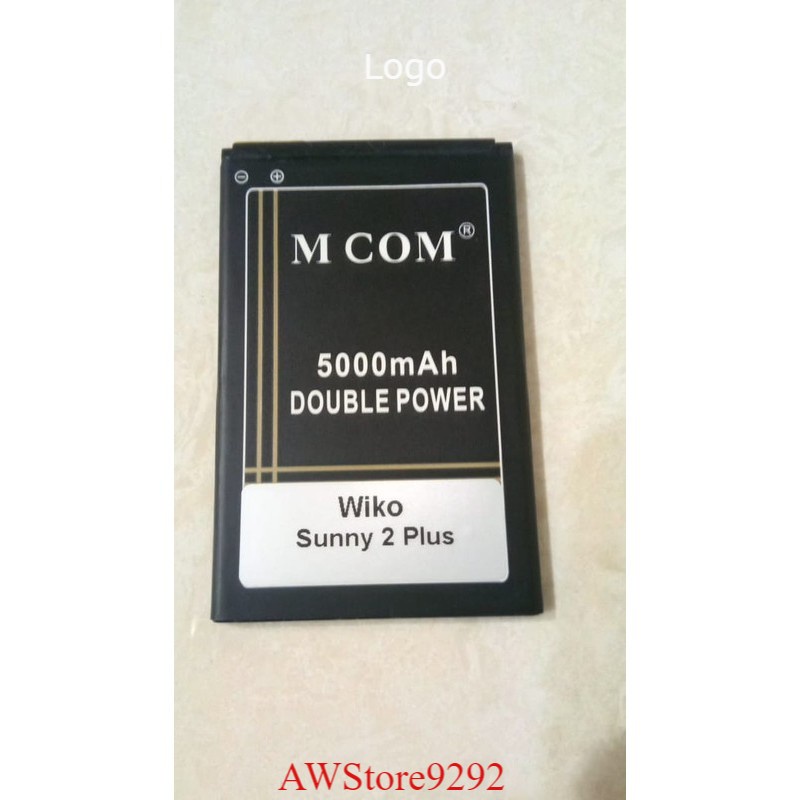 Logo
⊖ ⊕
M COM®
5000mAh
DOUBLE POWER
Wiko
Sunny 2 Plus
AWStore9292